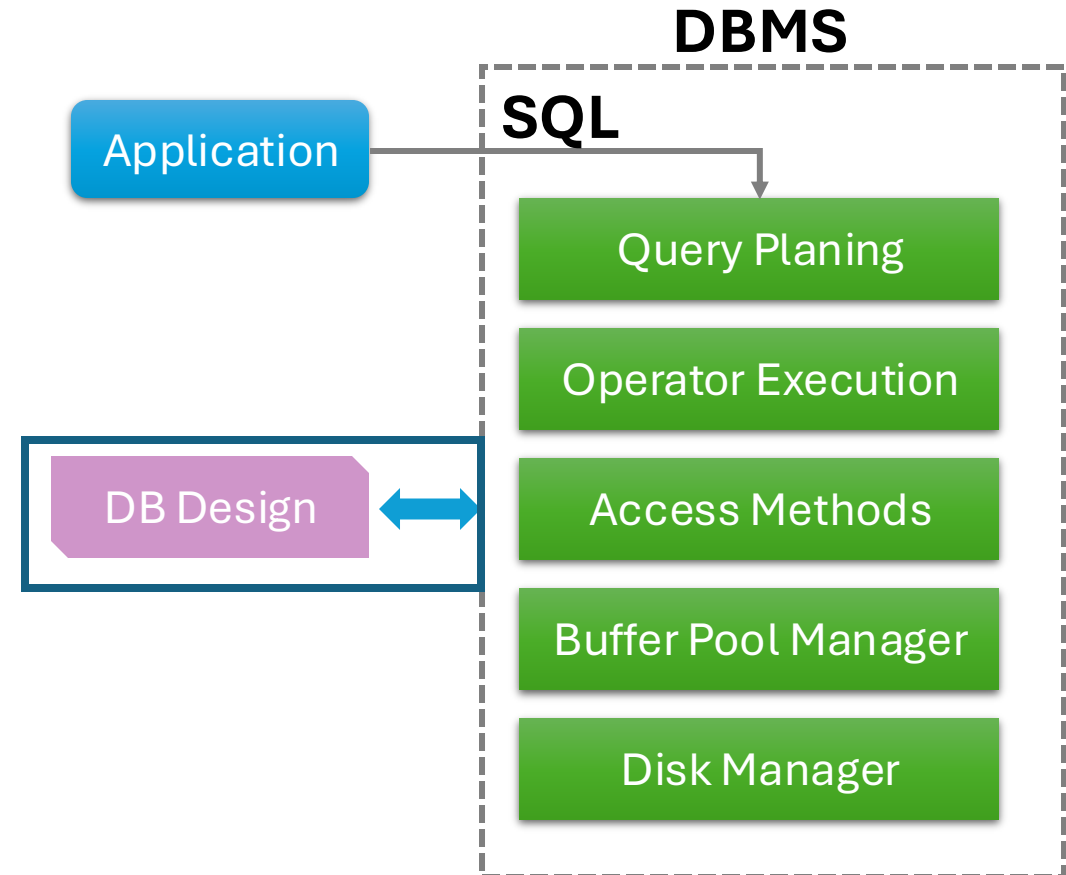 DBMS
SQL
Application
Query Planing
Operator Execution
DB Design
Access Methods
Buffer Pool Manager
Disk Manager